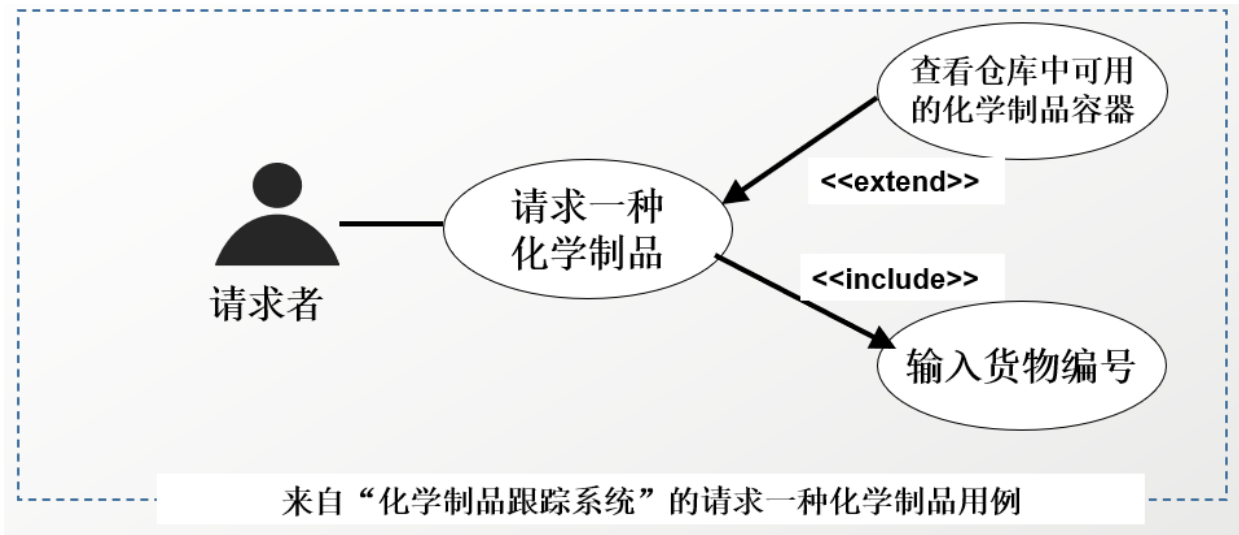 查看仓库中可用
的化学制品容器
<<extend>>
请求一种
化学制品
请求者
<<include>>
输入货物编号
来自“化学制品跟踪系统”的请求一种化学制品用例